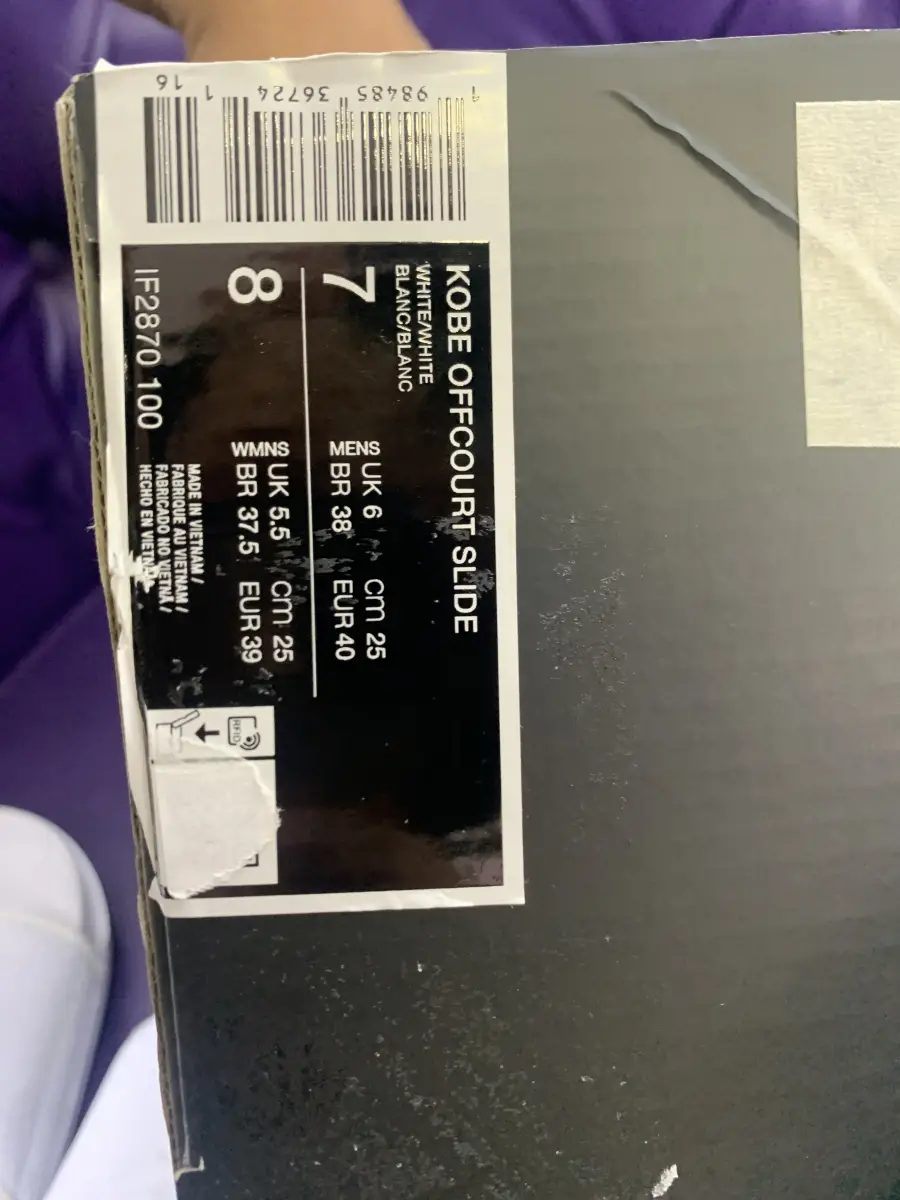 1 98485 36724 1 16
KOBE OFFCOURT SLIDE
WHITE/WHITE
BLANC/BLANC
7 MENS UK 6 cm 25
BR 38 EUR 40
8 WMNS UK 5.5 cm 25
BR 37.5 EUR 39
IF2870 100
MADE IN VIETNAM /
FABRIQUE AU VIETNAM /
FABRICADO NO VIETNÃ /
HECHO EN VIETNAM
RFID